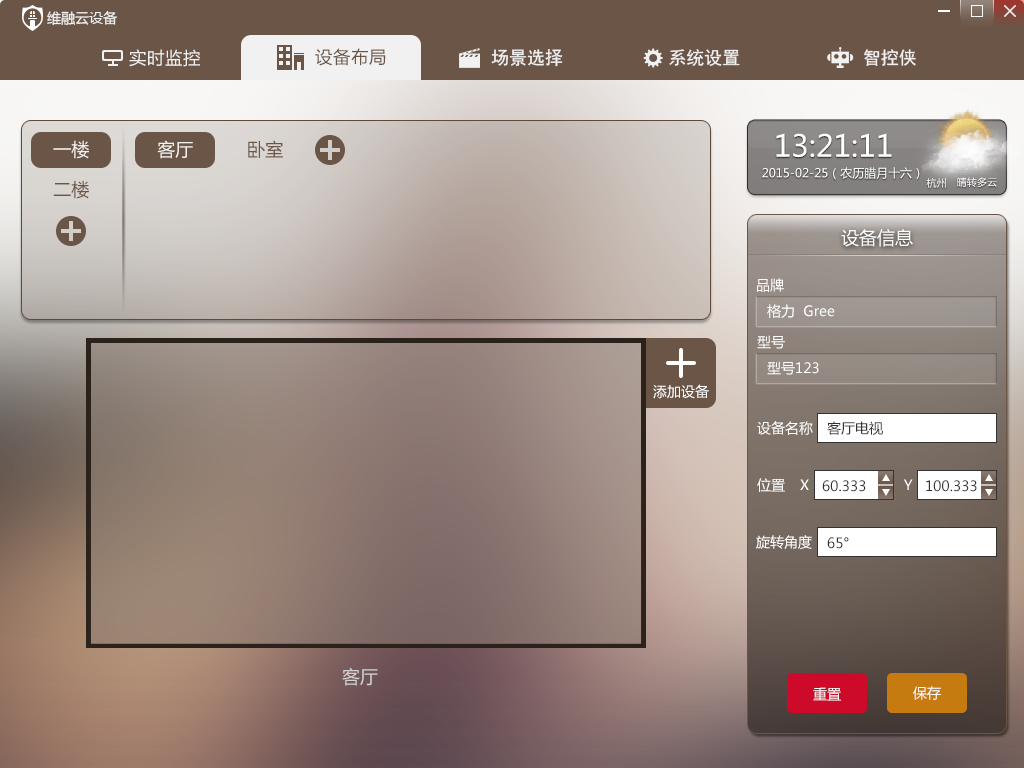 维融云设备
实时监控 设备布局 场景选择 系统设置 智控侠
一楼 客厅 卧室
二楼
13:21:11
2015-02-25（农历腊月十六）
杭州 晴转多云
设备信息
品牌
格力 Gree
型号
型号123
添加设备
设备名称 客厅电视
位置 X 60.333 Y 100.333
旋转角度 65°
客厅
重置 保存